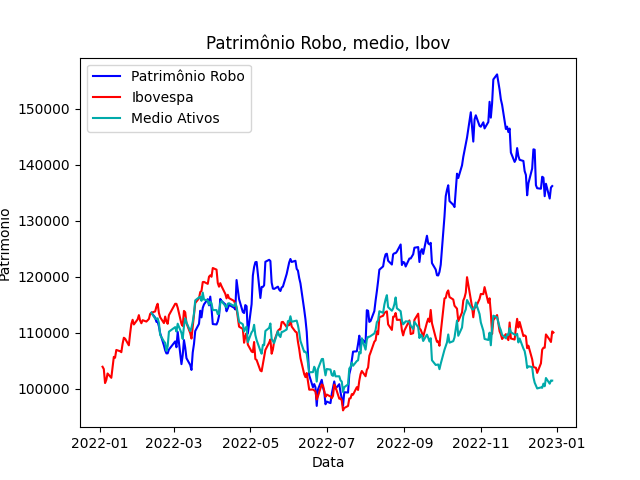 Patrimônio Robo, medio, Ibov
Patrimônio Robo
Ibovespa
Medio Ativos
Patrimonio
150000
140000
130000
120000
110000
100000
2022-01 2022-03 2022-05 2022-07 2022-09 2022-11 2023-01
Data